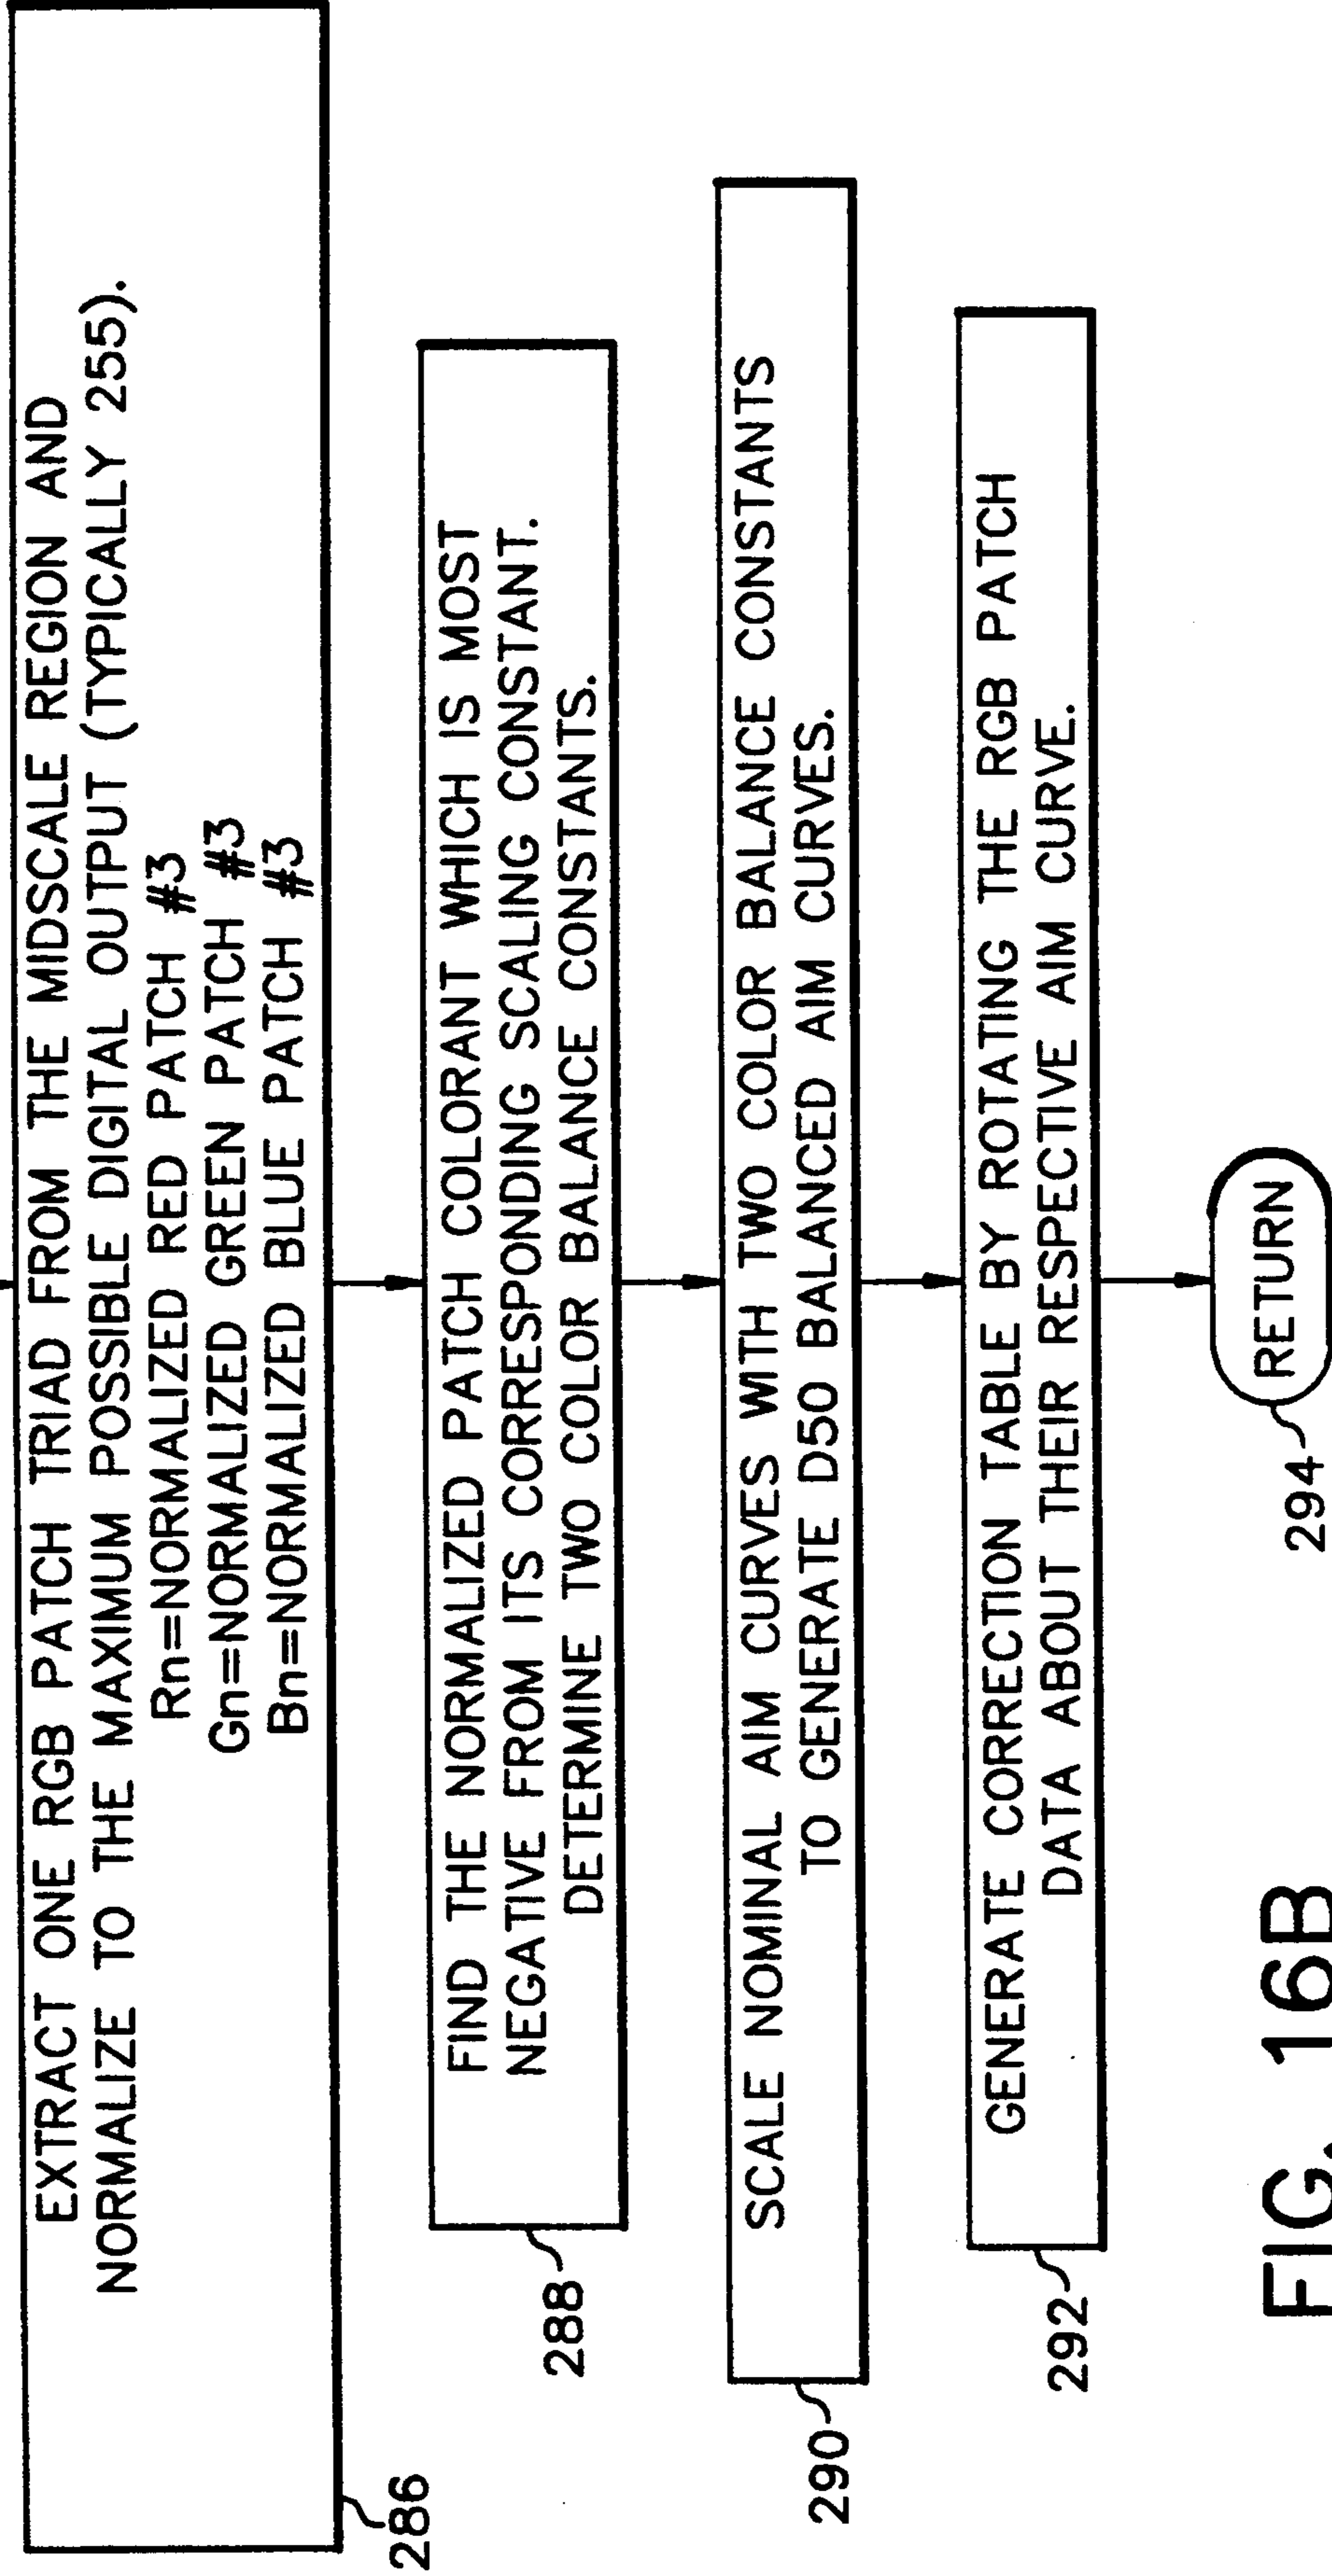 EXTRACT ONE RGB PATCH TRIAD FROM THE MIDSCALE REGION AND
NORMALIZE TO THE MAXIMUM POSSIBLE DIGITAL OUTPUT (TYPICALLY 255).
Rn=NORMALIZED RED PATCH #3
Gn=NORMALIZED GREEN PATCH #3
Bn=NORMALIZED BLUE PATCH #3
286
FIND THE NORMALIZED PATCH COLORANT WHICH IS MOST
NEGATIVE FROM ITS CORRESPONDING SCALING CONSTANT.
DETERMINE TWO COLOR BALANCE CONSTANTS.
288
SCALE NOMINAL AIM CURVES WITH TWO COLOR BALANCE CONSTANTS
TO GENERATE D50 BALANCED AIM CURVES.
290
GENERATE CORRECTION TABLE BY ROTATING THE RGB PATCH
DATA ABOUT THEIR RESPECTIVE AIM CURVE.
292
RETURN
294
FIG. 16B